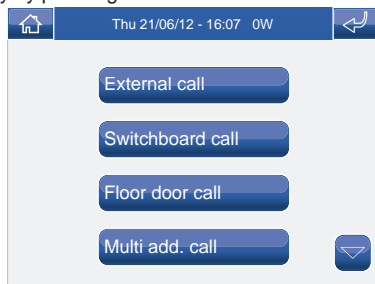 Thu 21/06/12 - 16:07 0W
External call
Switchboard call
Floor door call
Multi add. call